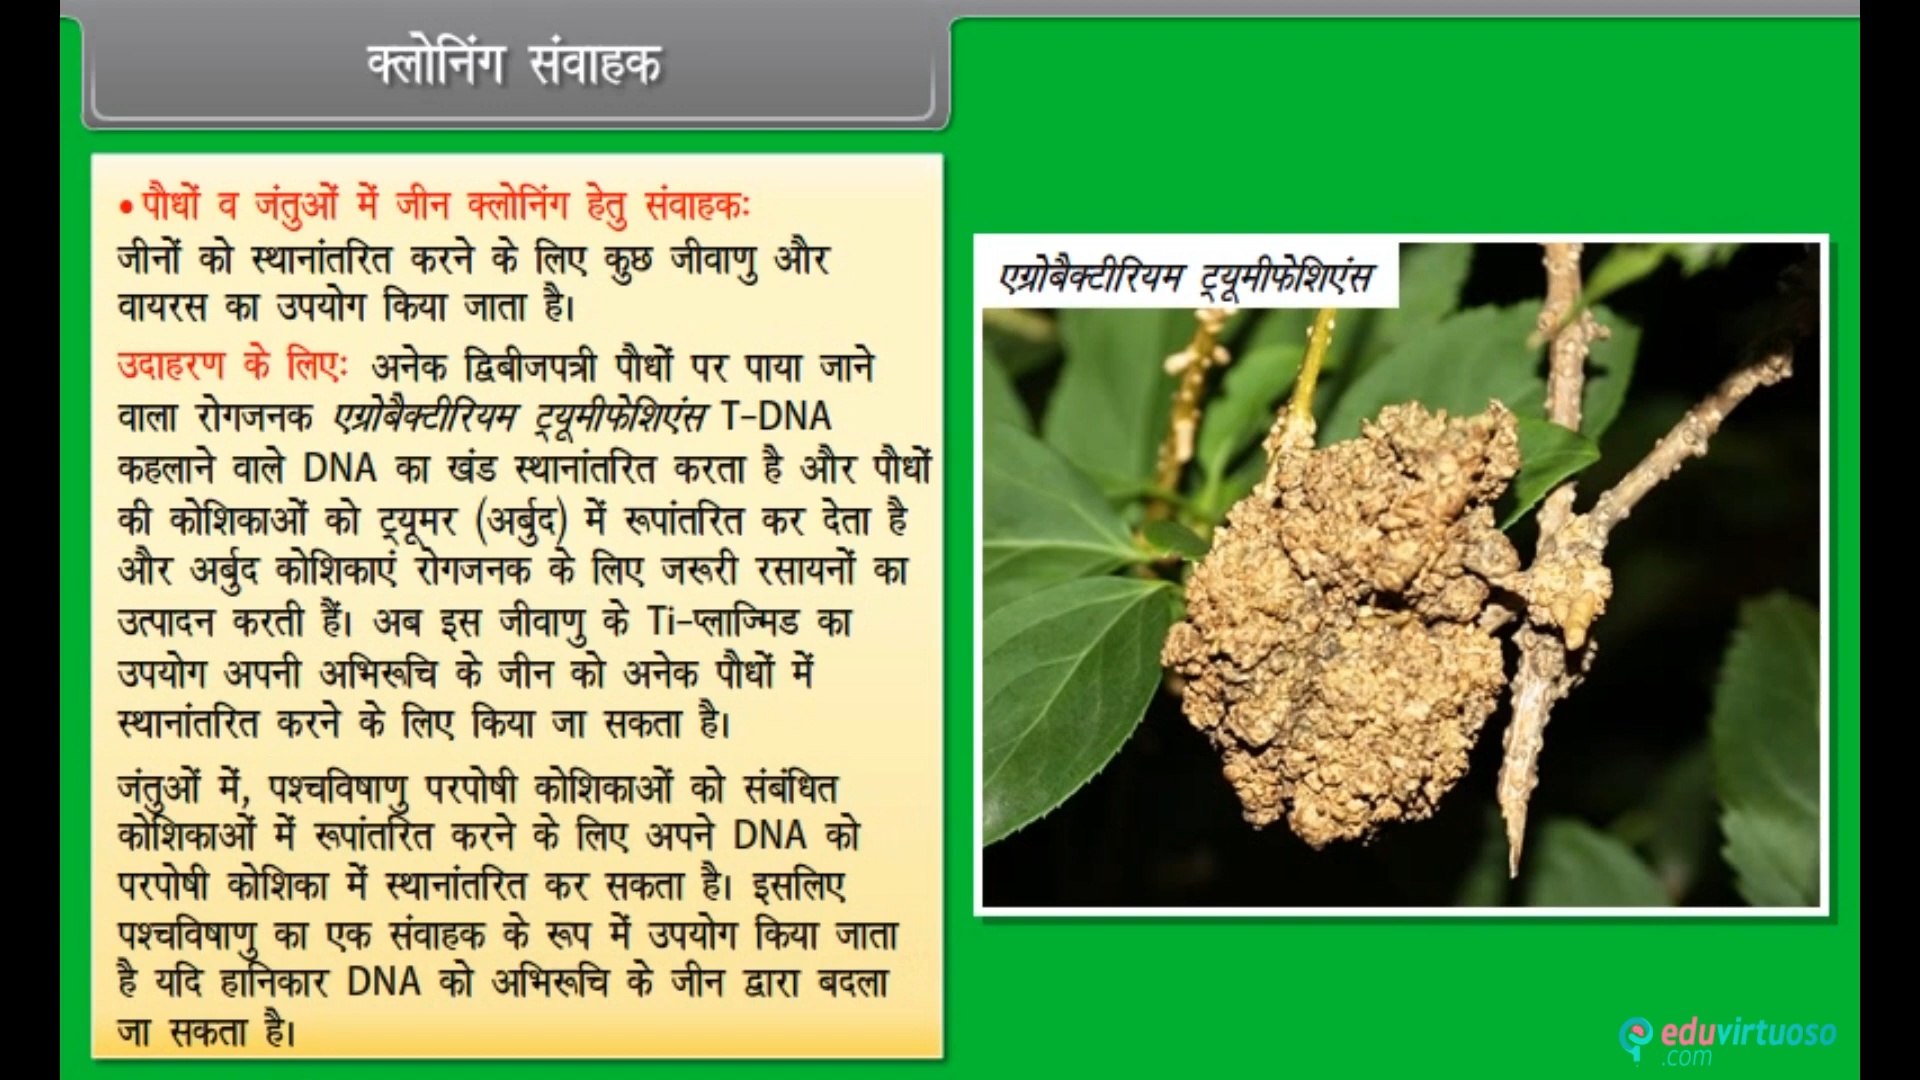 क्लोनिंग संवाहक
• पौधों व जंतुओं में जीन क्लोनिंग हेतु संवाहकः
जीनों को स्थानांतरित करने के लिए कुछ जीवाणु और
वायरस का उपयोग किया जाता है।
उदाहरण के लिएः अनेक द्विबीजपत्री पौधों पर पाया जाने
वाला रोगजनक एग्रोबैक्टीरियम ट्यूमीफेशिएंस T-DNA
कहलाने वाले DNA का खंड स्थानांतरित करता है और पौधों
की कोशिकाओं को ट्यूमर (अर्बुद) में रूपांतरित कर देता है
और अर्बुद कोशिकाएं रोगजनक के लिए जरूरी रसायनों का
उत्पादन करती हैं। अब इस जीवाणु के Ti-प्लाज्मिड का
उपयोग अपनी अभिरूचि के जीन को अनेक पौधों में
स्थानांतरित करने के लिए किया जा सकता है।
जंतुओं में, पश्चविषाणु परपोषी कोशिकाओं को संबंधित
कोशिकाओं में रूपांतरित करने के लिए अपने DNA को
परपोषी कोशिका में स्थानांतरित कर सकता है। इसलिए
पश्चविषाणु का एक संवाहक के रूप में उपयोग किया जाता
है यदि हानिकार DNA को अभिरूचि के जीन द्वारा बदला
जा सकता है।
एग्रोबैक्टीरियम ट्यूमीफेशिएंस
eduvirtuoso
.com